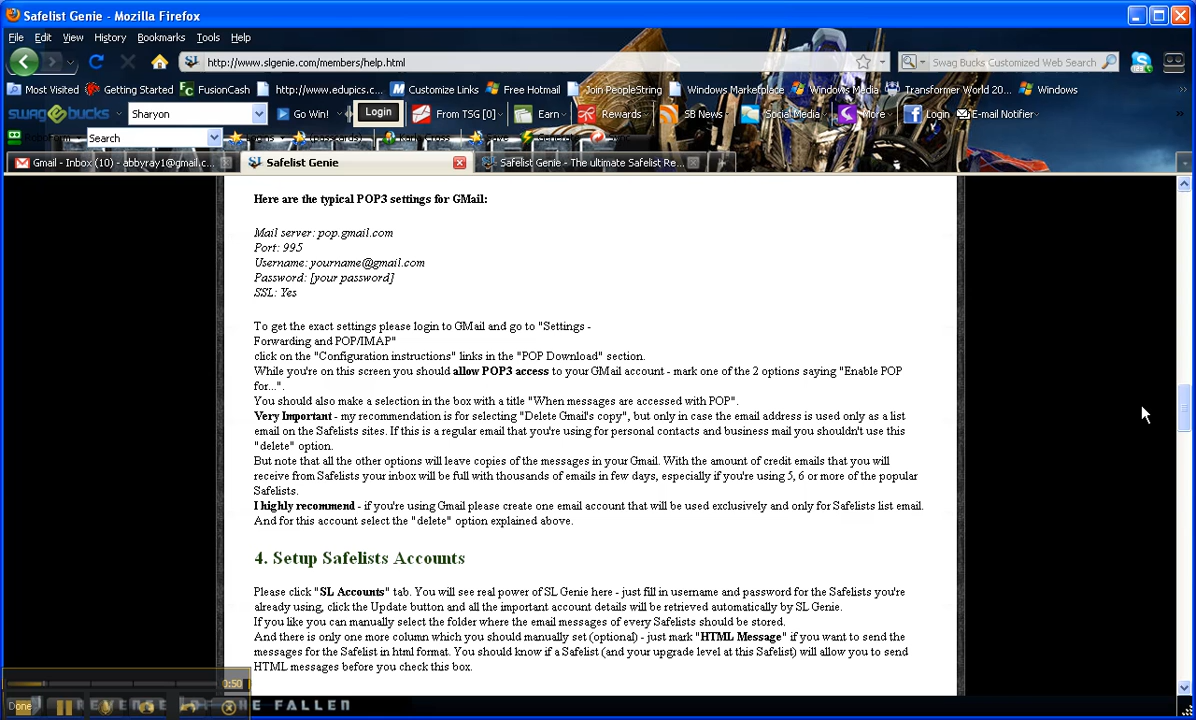 Safelist Genie - Mozilla Firefox
File Edit View History Bookmarks Tools Help
http://www.slgenie.com/members/help.html
Swag Bucks Customized Web Search
Most Visited Getting Started FusionCash http://www.edupics.c... Customize Links Free Hotmail Join PeopleString Windows Marketplace Windows Media Transformer World 20... Windows
swagbucks Sharyon Go Win! Login From TSG [0] Earn Rewards SB News Social Media More Login E-mail Notifier
Search
Gmail - Inbox (10) - abbyray1@gmail.c... Safelist Genie Safelist Genie - The ultimate Safelist Re...
Here are the typical POP3 settings for GMail:
Mail server: pop.gmail.com
Port: 995
Username: yourname@gmail.com
Password: [your password]
SSL: Yes
To get the exact settings please login to GMail and go to "Settings -
Forwarding and POP/IMAP"
click on the "Configuration instructions" links in the "POP Download" section.
While you're on this screen you should allow POP3 access to your GMail account - mark one of the 2 options saying "Enable POP
for...".
You should also make a selection in the box with a title "When messages are accessed with POP".
Very Important - my recommendation is for selecting "Delete Gmail's copy", but only in case the email address is used only as a list
email on the Safelists sites. If this is a regular email that you're using for personal contacts and business mail you shouldn't use this
"delete" option.
But note that all the other options will leave copies of the messages in your Gmail. With the amount of credit emails that you will
receive from Safelists your inbox will be full with thousands of emails in few days, especially if you're using 5, 6 or more of the popular
Safelists.
I highly recommend - if you're using Gmail please create one email account that will be used exclusively and only for Safelists list email.
And for this account select the "delete" option explained above.
4. Setup Safelists Accounts
Please click "SL Accounts" tab. You will see real power of SL Genie here - just fill in username and password for the Safelists you're
already using, click the Update button and all the important account details will be retrieved automatically by SL Genie.
If you like you can manually select the folder where the email messages of every Safelists should be stored.
And there is only one more column which you should manually set (optional) - just mark "HTML Message" if you want to send the
messages for the Safelist in html format. You should know if a Safelist (and your upgrade level at this Safelist) will allow you to send
HTML messages before you check this box.
0:50
Done REVENGE OF THE FALLEN